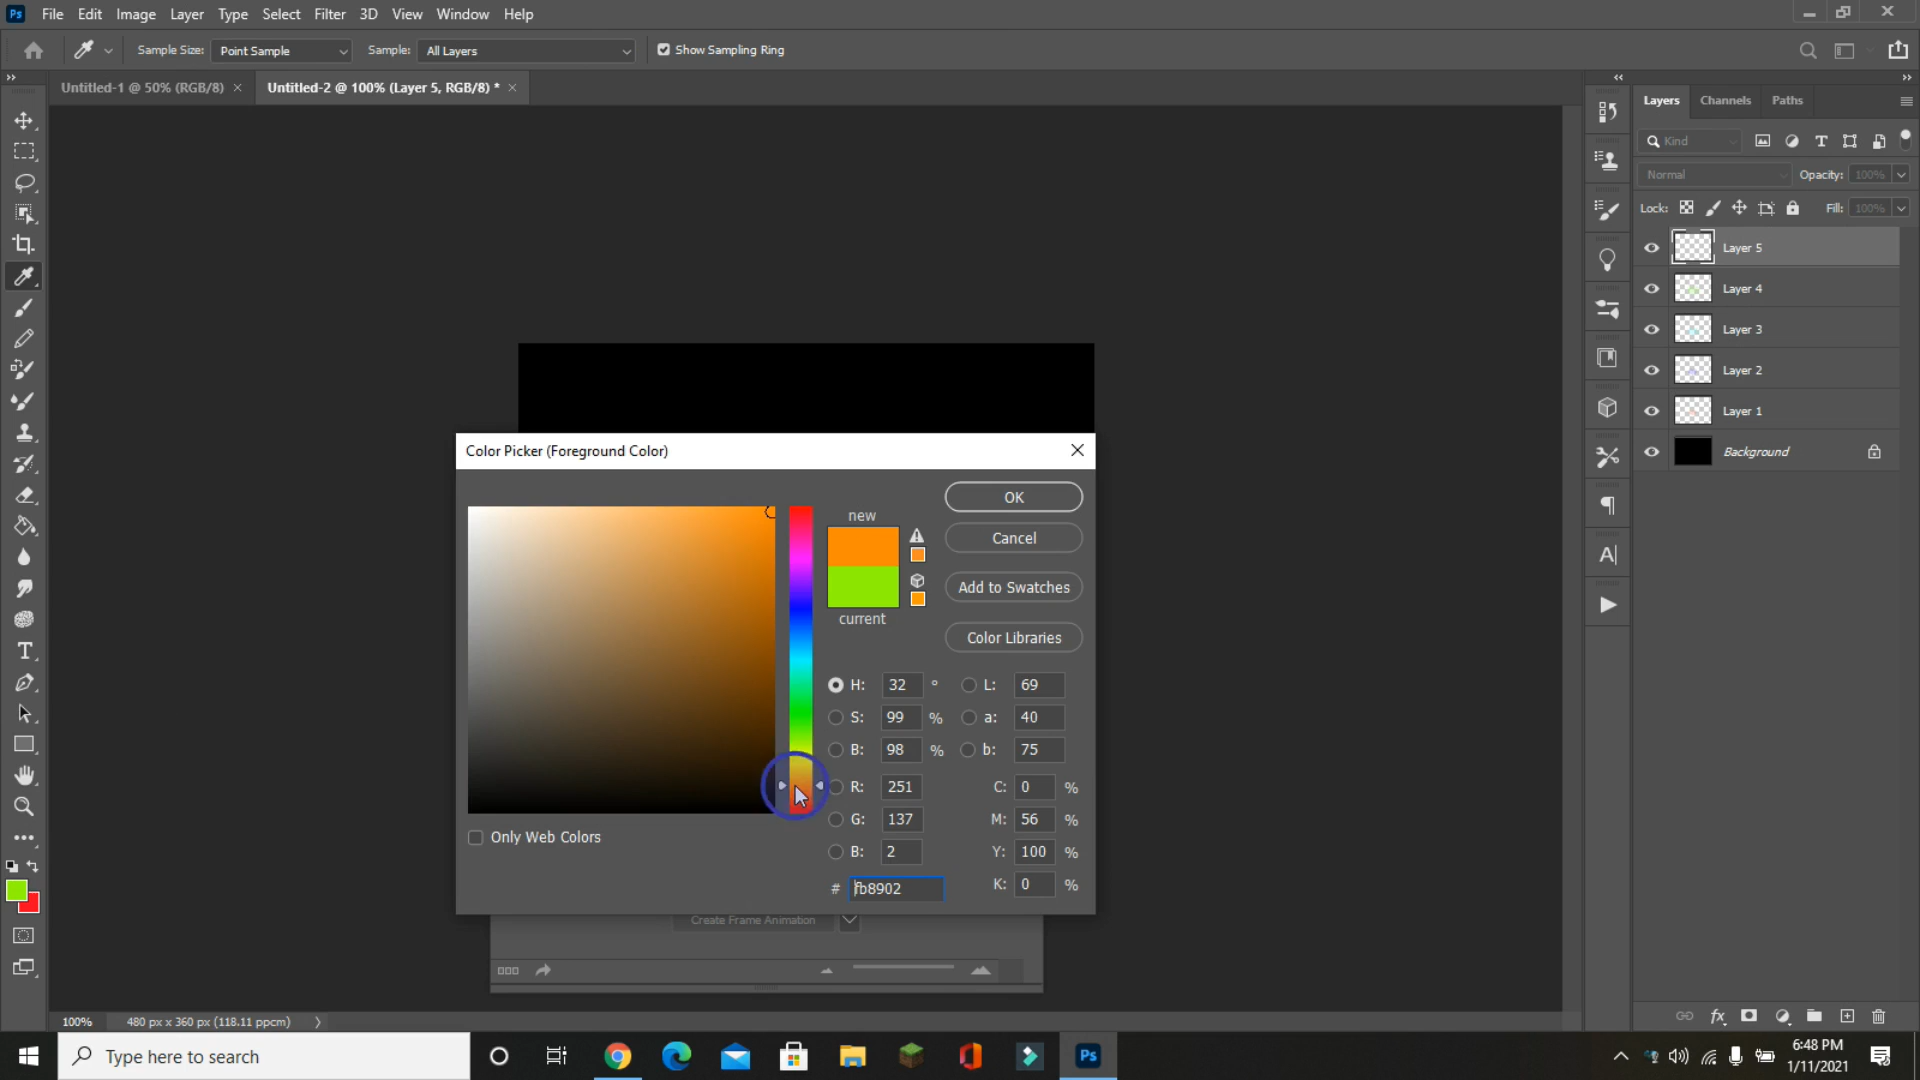 Ps File Edit Image Layer Type Select Filter 3D View Window Help
Sample Size: Point Sample Sample: All Layers Show Sampling Ring
Untitled-1 @ 50% (RGB/8) × Untitled-2 @ 100% (Layer 5, RGB/8) * ×
Layers Channels Paths
Kind
Normal Opacity: 100%
Lock: Fill: 100%
Layer 5
Layer 4
Layer 3
Layer 2
Layer 1
Background
Color Picker (Foreground Color)
new
current
OK
Cancel
Add to Swatches
Color Libraries
H: 32 ° L: 69
S: 99 % a: 40
B: 98 % b: 75
R: 251 C: 0 %
G: 137 M: 56 %
B: 2 Y: 100 %
# fb8902 K: 0 %
Only Web Colors
Create Frame Animation
100% 480 px x 360 px (118.11 ppcm)
Type here to search
Ps
6:48 PM
1/11/2021